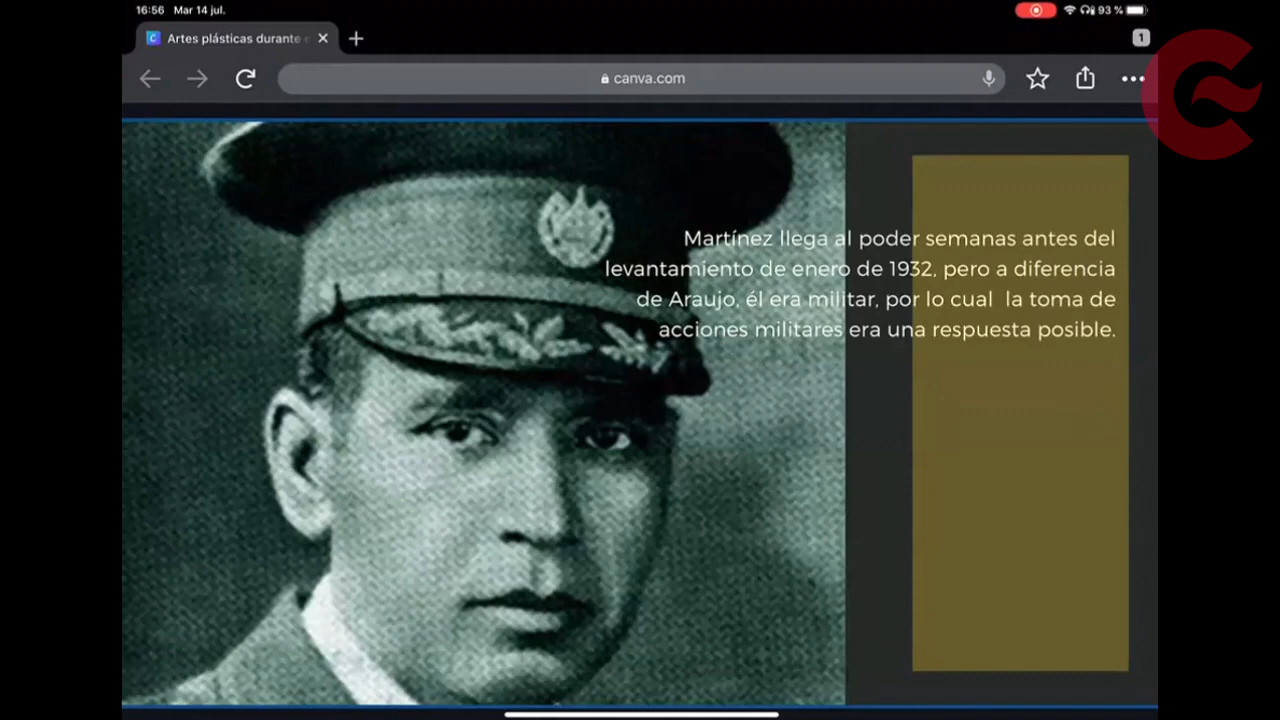 16:56 Mar 14 jul.
93 %
Artes plásticas durante
1
canva.com
Martínez llega al poder semanas antes del
levantamiento de enero de 1932, pero a diferencia
de Araujo, él era militar, por lo cual la toma de
acciones militares era una respuesta posible.